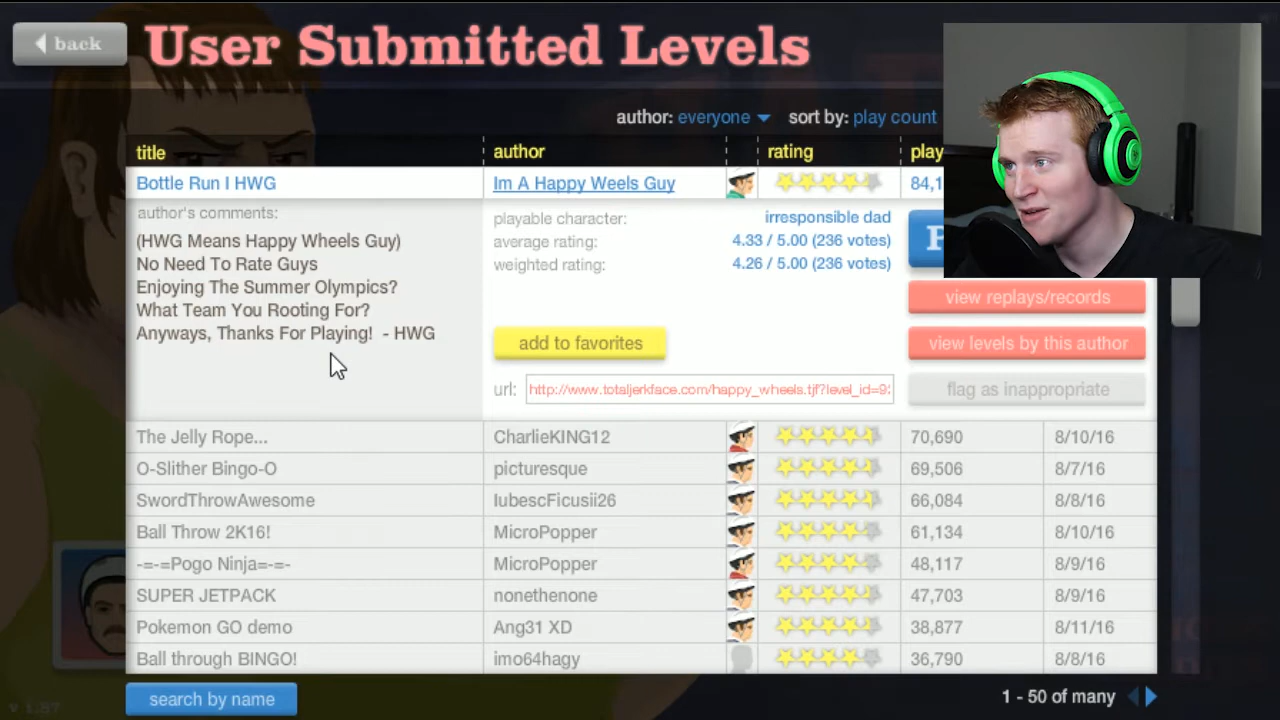 back
User Submitted Levels
author: everyone sort by: play count
title author rating play
Bottle Run I HWG Im A Happy Weels Guy 84,1
author's comments:
(HWG Means Happy Wheels Guy)
No Need To Rate Guys
Enjoying The Summer Olympics?
What Team You Rooting For?
Anyways, Thanks For Playing! - HWG
playable character: irresponsible dad
average rating: 4.33 / 5.00 (236 votes)
weighted rating: 4.26 / 5.00 (236 votes)
P
view replays/records
add to favorites
view levels by this author
url: http://www.totaljerkface.com/happy_wheels.tjf?level_id=9
flag as inappropriate
The Jelly Rope... CharlieKING12 70,690 8/10/16
O-Slither Bingo-O picturesque 69,506 8/7/16
SwordThrowAwesome IubescFicusii26 66,084 8/8/16
Ball Throw 2K16! MicroPopper 61,134 8/10/16
-=-=Pogo Ninja=-=- MicroPopper 48,117 8/9/16
SUPER JETPACK nonethenone 47,703 8/9/16
Pokemon GO demo Ang31 XD 38,877 8/11/16
Ball through BINGO! imo64hagy 36,790 8/8/16
search by name
1 - 50 of many
v 1.87